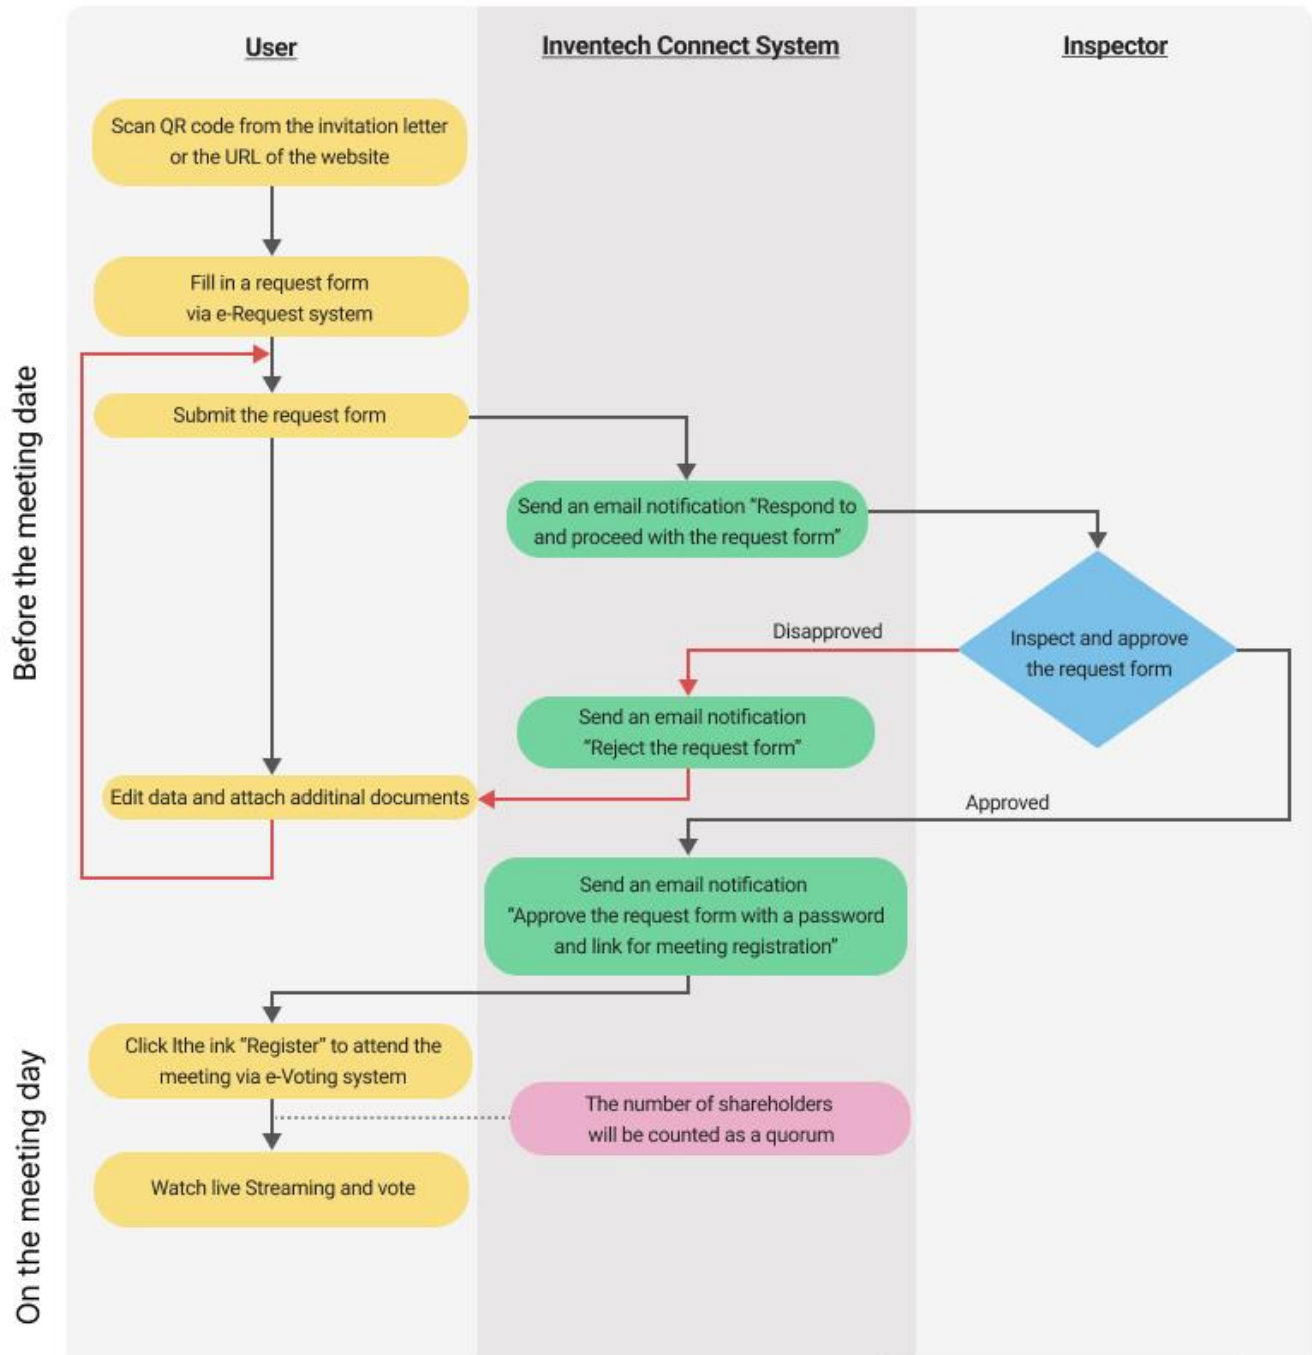 User
Inventech Connect System
Inspector
Before the meeting date
Scan QR code from the invitation letter
or the URL of the website
Fill in a request form
via e-Request system
Submit the request form
Send an email notification “Respond to
and proceed with the request form”
Inspect and approve
the request form
Disapproved
Send an email notification
“Reject the request form”
Edit data and attach additinal documents
Approved
Send an email notification
“Approve the request form with a password
and link for meeting registration”
On the meeting day
Click lthe ink “Register” to attend the
meeting via e-Voting system
The number of shareholders
will be counted as a quorum
Watch live Streaming and vote